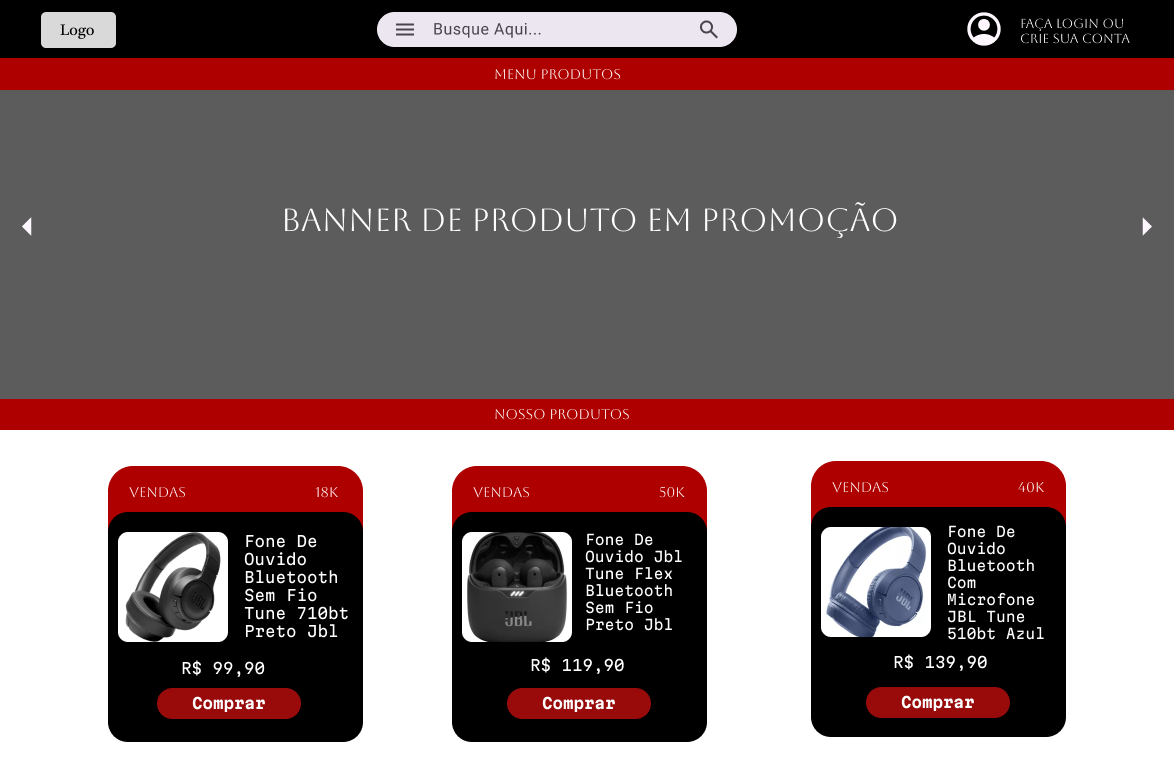 Logo
Busque Aqui...
FAÇA LOGIN OU
CRIE SUA CONTA
MENU PRODUTOS
BANNER DE PRODUTO EM PROMOÇÃO
NOSSO PRODUTOS
VENDAS 18K
Fone De
Ouvido
Bluetooth
Sem Fio
Tune 710bt
Preto Jbl
JBL
R$ 99,90
Comprar
VENDAS 50K
Fone De
Ouvido Jbl
Tune Flex
Bluetooth
Sem Fio
Preto Jbl
JBL
R$ 119,90
Comprar
VENDAS 40K
Fone De
Ouvido
Bluetooth
Com
Microfone
JBL Tune
510bt Azul
JBL
R$ 139,90
Comprar